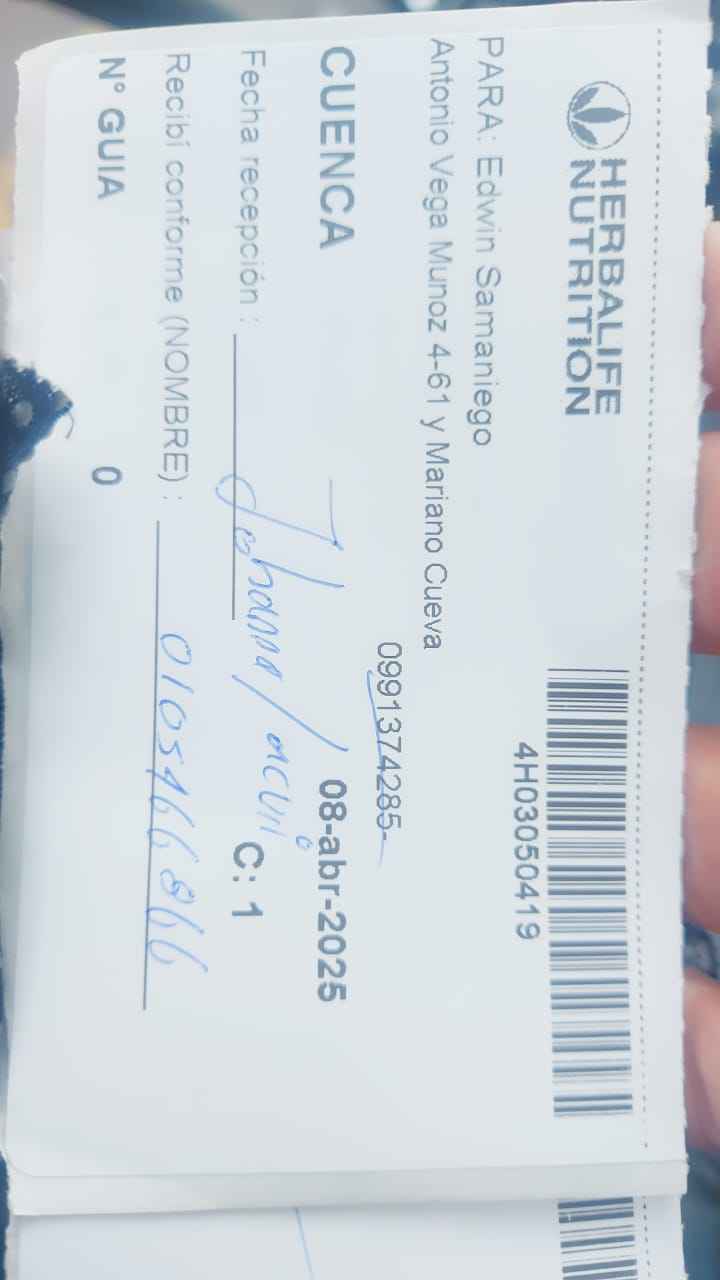 HERBALIFE
NUTRITION
4H03050419
PARA: Edwin Samaniego
Antonio Vega Munoz 4-61 y Mariano Cueva
0991374285-
CUENCA
08-abr-2025
Fecha recepción :
Johanna /
C: 1
Recibí conforme (NOMBRE) :
0105466866
N° GUIA
0